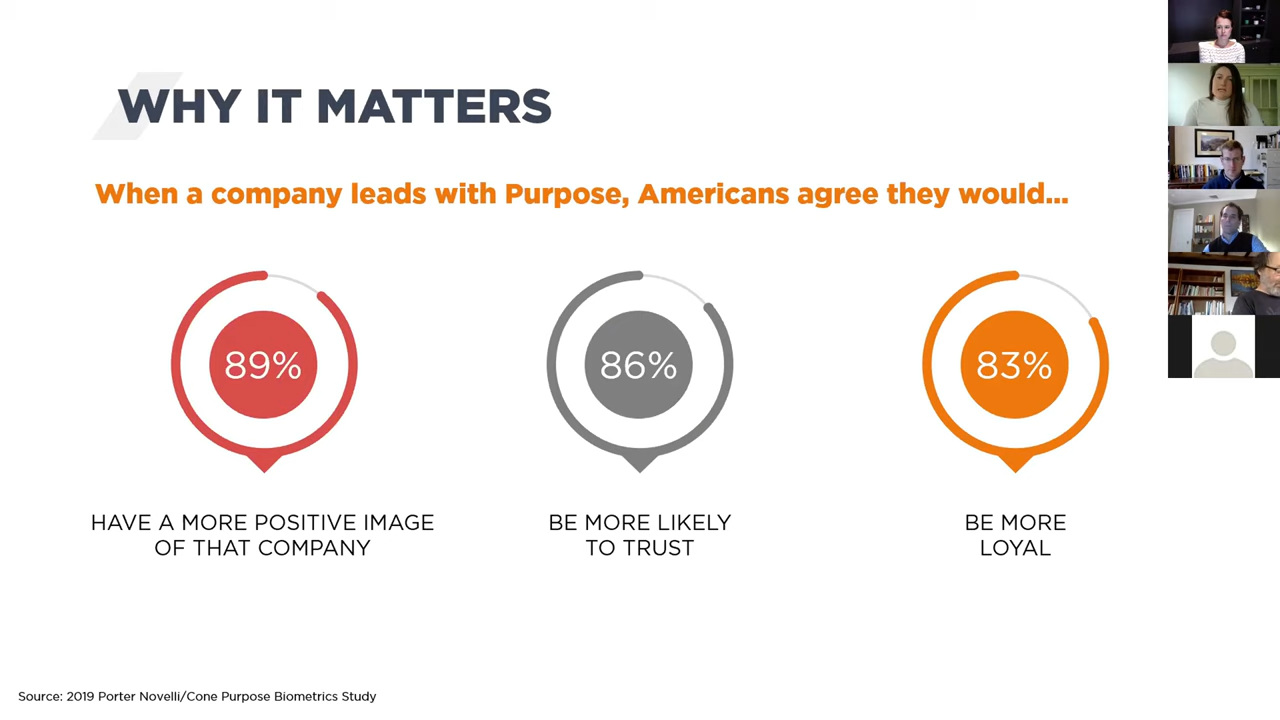 WHY IT MATTERS
When a company leads with Purpose, Americans agree they would...
89%
HAVE A MORE POSITIVE IMAGE
OF THAT COMPANY
86%
BE MORE LIKELY
TO TRUST
83%
BE MORE
LOYAL
Source: 2019 Porter Novelli/Cone Purpose Biometrics Study